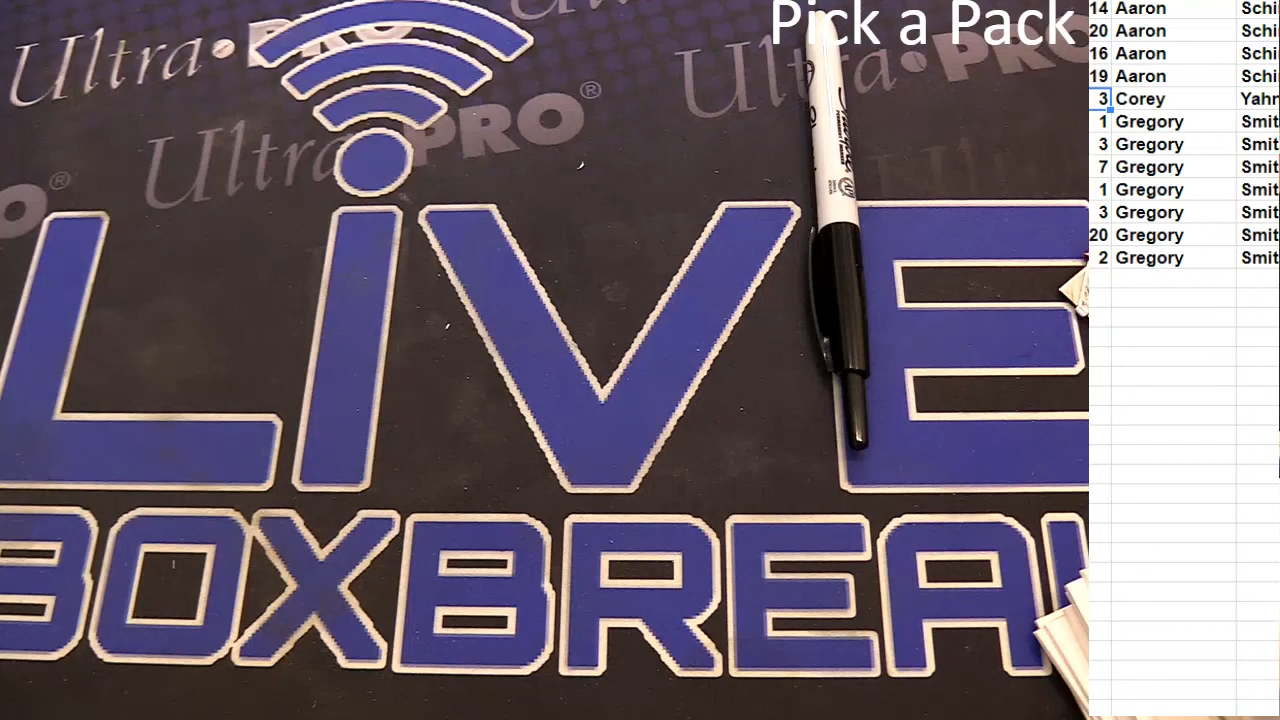 Pick a Pack
Ultra PRO
Ultra PRO®
Ultra PRO
LiVE
BOXBREA
Sharpie
14 Aaron Schi
20 Aaron Schi
16 Aaron Schi
19 Aaron Schi
3 Corey Yahn
1 Gregory Smit
3 Gregory Smit
7 Gregory Smit
1 Gregory Smit
3 Gregory Smit
20 Gregory Smit
2 Gregory Smit